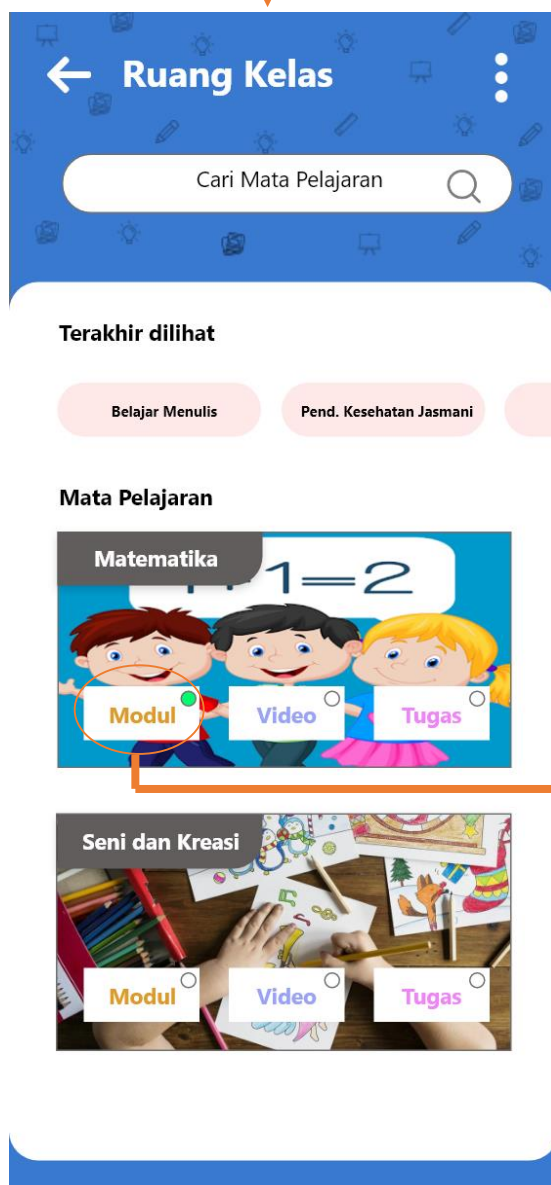 Ruang Kelas
Cari Mata Pelajaran
Terakhir dilihat
Belajar Menulis
Pend. Kesehatan Jasmani
Mata Pelajaran
Matematika
1=2
Modul
Video
Tugas
Seni dan Kreasi
Modul
Video
Tugas